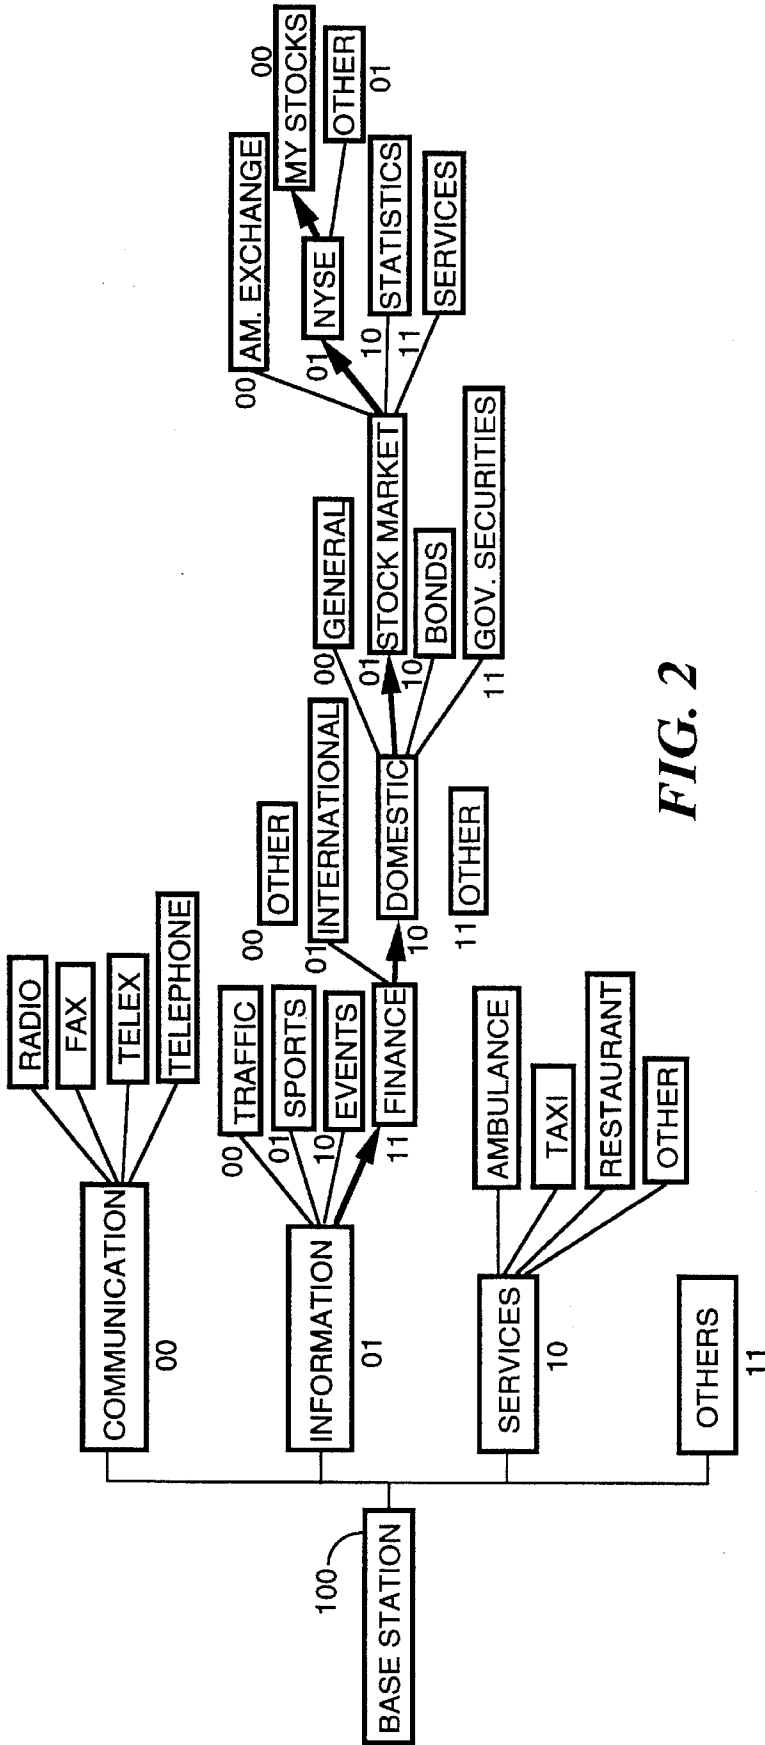 100
BASE STATION
COMMUNICATION
00
RADIO
FAX
TELEX
TELEPHONE
INFORMATION
01
00
TRAFFIC
01
SPORTS
10
EVENTS
11
FINANCE
00
OTHER
01
INTERNATIONAL
10
DOMESTIC
11
OTHER
00
GENERAL
01
STOCK MARKET
10
BONDS
11
GOV. SECURITIES
00
AM. EXCHANGE
01
NYSE
10
STATISTICS
11
SERVICES
00
MY STOCKS
OTHER
01
SERVICES
10
AMBULANCE
TAXI
RESTAURANT
OTHER
OTHERS
11
FIG. 2